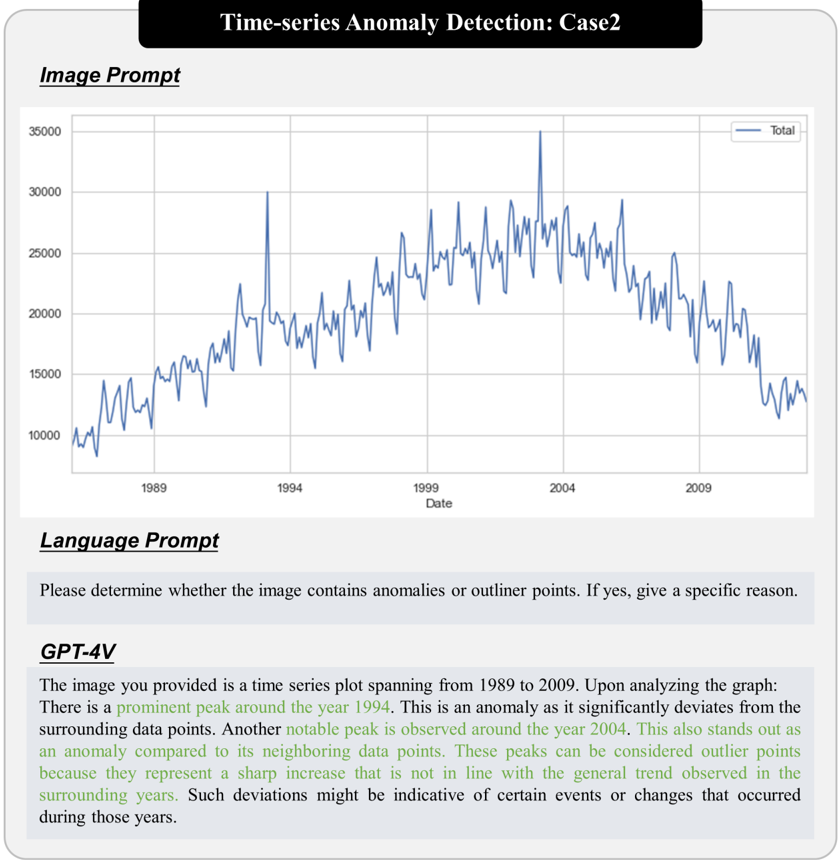 Time-series Anomaly Detection: Case2
Image Prompt
35000
30000
25000
20000
15000
10000
Total
1989
1994
1999
2004
2009
Date
Language Prompt
Please determine whether the image contains anomalies or outliner points. If yes, give a specific reason.
GPT-4V
The image you provided is a time series plot spanning from 1989 to 2009. Upon analyzing the graph:
There is a prominent peak around the year 1994. This is an anomaly as it significantly deviates from the
surrounding data points. Another notable peak is observed around the year 2004. This also stands out as
an anomaly compared to its neighboring data points. These peaks can be considered outlier points
because they represent a sharp increase that is not in line with the general trend observed in the
surrounding years. Such deviations might be indicative of certain events or changes that occurred
during those years.